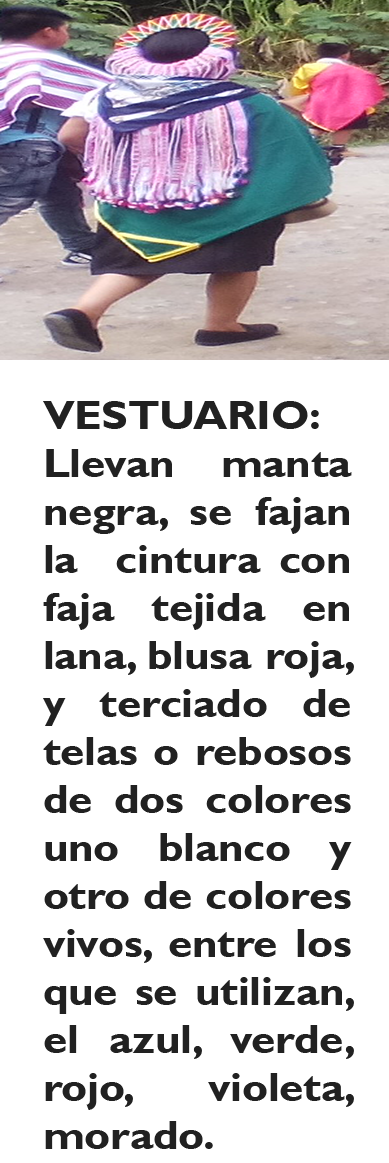 VESTUARIO:
Llevan manta
negra, se fajan
la cintura con
faja tejida en
lana, blusa roja,
y terciado de
telas o rebosos
de dos colores
uno blanco y
otro de colores
vivos, entre los
que se utilizan,
el azul, verde,
rojo, violeta,
morado.